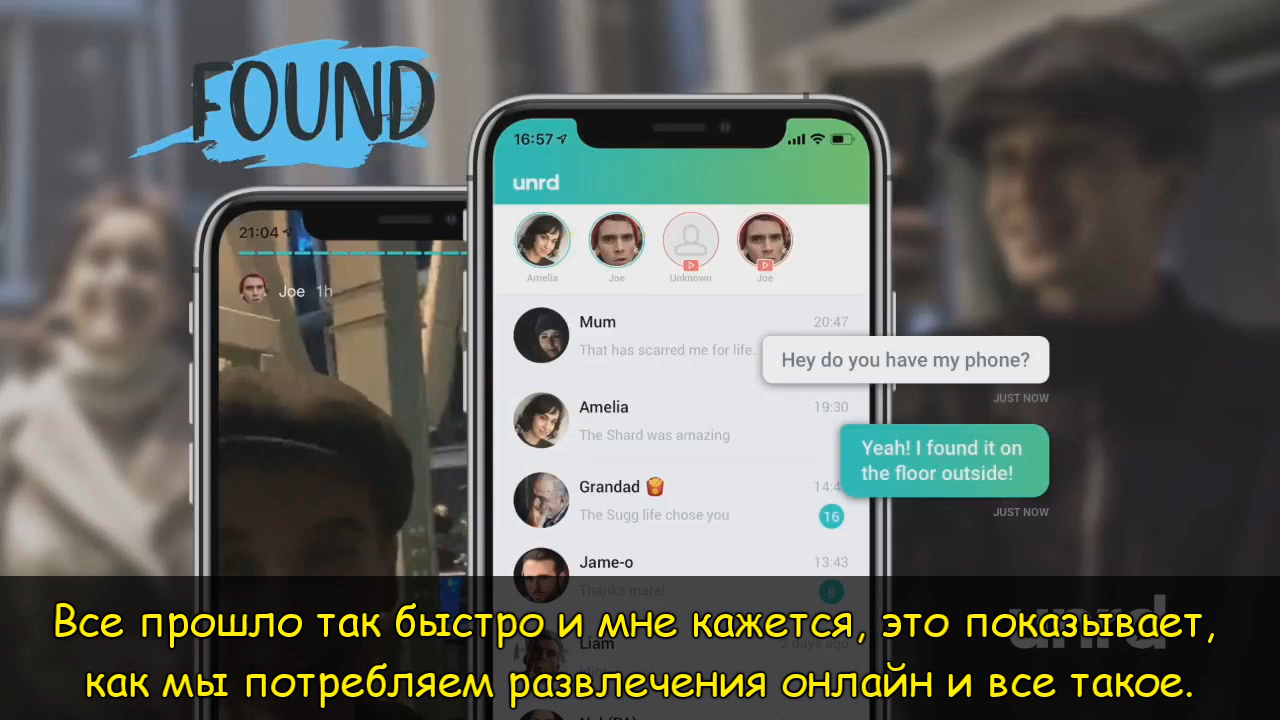 FOUND
16:57
unrd
21:04
Joe 1h
Amelia
Joe
Unknown
Joe
Mum
20:47
That has scarred me for life.
Hey do you have my phone?
JUST NOW
Amelia
19:30
The Shard was amazing
Yeah! I found it on
the floor outside!
JUST NOW
Grandad 🍟
14:4
The Sugg life chose you
16
Jame-o
13:43
Thanks mate!
8
unrd
Liam
2 days ago
Все прошло так быстро и мне кажется, это показывает,
как мы потребляем развлечения онлайн и все такое.